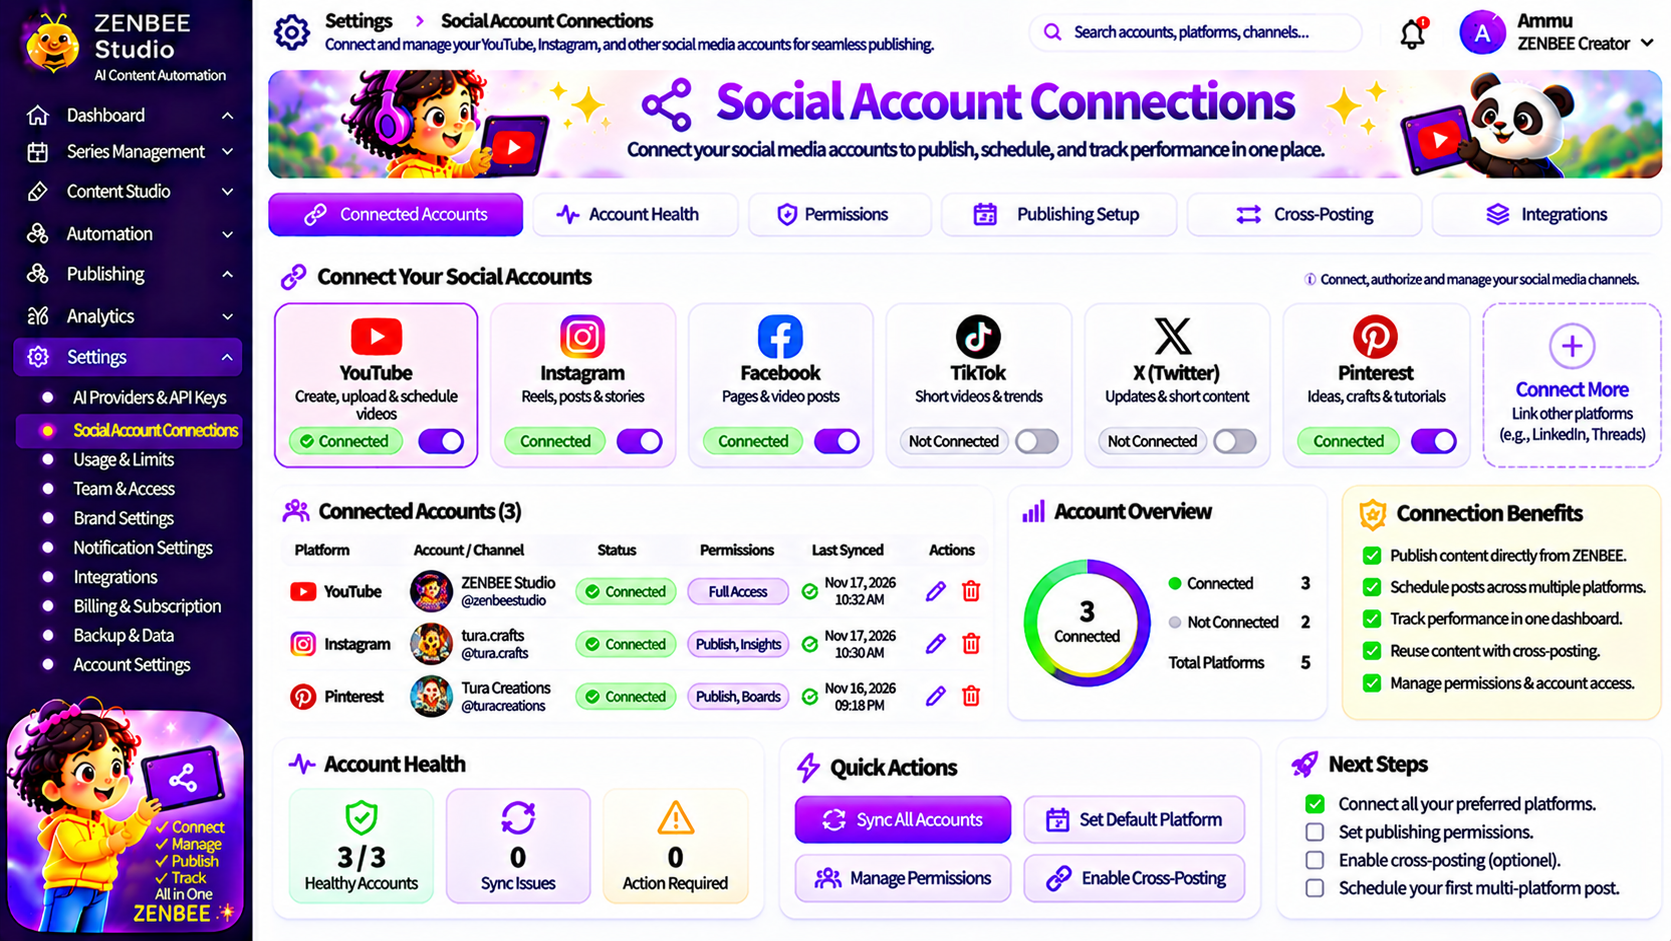 ZENBEE
Studio
AI Content Automation
Dashboard
Series Management
Content Studio
Automation
Publishing
Analytics
Settings
AI Providers & API Keys
Social Account Connections
Usage & Limits
Team & Access
Brand Settings
Notification Settings
Integrations
Billing & Subscription
Backup & Data
Account Settings
✓ Connect
✓ Manage
✓ Publish
✓ Track
All in One
ZENBEE
Settings > Social Account Connections
Connect and manage your YouTube, Instagram, and other social media accounts for seamless publishing.
Search accounts, platforms, channels...
A
Ammu
ZENBEE Creator
Social Account Connections
Connect your social media accounts to publish, schedule, and track performance in one place.
Connected Accounts
Account Health
Permissions
Publishing Setup
Cross-Posting
Integrations
Connect Your Social Accounts
Connect, authorize and manage your social media channels.
YouTube
Create, upload & schedule
videos
Connected
Instagram
Reels, posts & stories
Connected
Facebook
Pages & video posts
Connected
TikTok
Short videos & trends
Not Connected
X (Twitter)
Updates & short content
Not Connected
Pinterest
Ideas, crafts & tutorials
Connected
Connect More
Link other platforms
(e.g., LinkedIn, Threads)
Connected Accounts (3)
Platform Account / Channel Status Permissions Last Synced Actions
YouTube ZENBEE Studio @zenbeestudio Connected Full Access Nov 17, 2026 10:32 AM
Instagram tura.crafts @tura.crafts Connected Publish, Insights Nov 17, 2026 10:30 AM
Pinterest Tura Creations @turacreations Connected Publish, Boards Nov 16, 2026 09:18 PM
Account Overview
3
Connected
Connected 3
Not Connected 2
Total Platforms 5
Connection Benefits
Publish content directly from ZENBEE.
Schedule posts across multiple platforms.
Track performance in one dashboard.
Reuse content with cross-posting.
Manage permissions & account access.
Account Health
3 / 3
Healthy Accounts
0
Sync Issues
0
Action Required
Quick Actions
Sync All Accounts
Set Default Platform
Manage Permissions
Enable Cross-Posting
Next Steps
Connect all your preferred platforms.
Set publishing permissions.
Enable cross-posting (optionel).
Schedule your first multi-platform post.